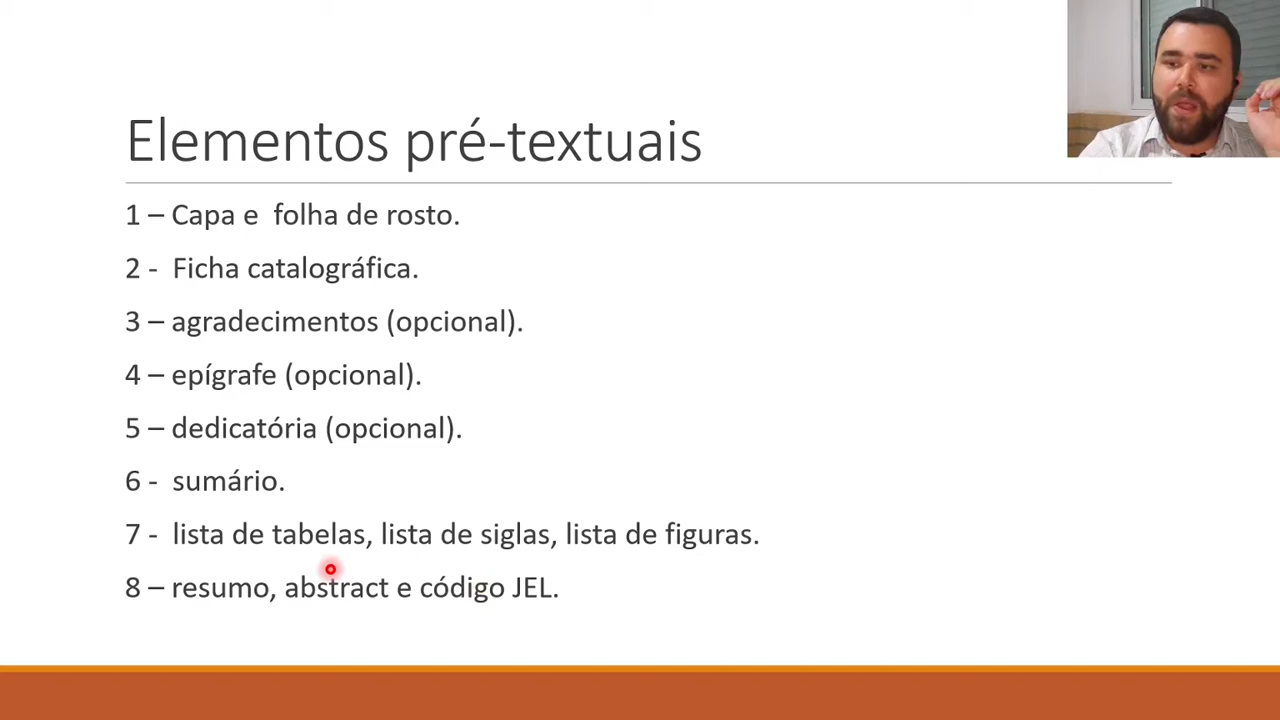 Elementos pré-textuais
1 – Capa e  folha de rosto.
2 -  Ficha catalográfica.
3 – agradecimentos (opcional).
4 – epígrafe (opcional).
5 – dedicatória (opcional).
6 -  sumário.
7 -  lista de tabelas, lista de siglas, lista de figuras.
8 – resumo, abstract e código JEL.